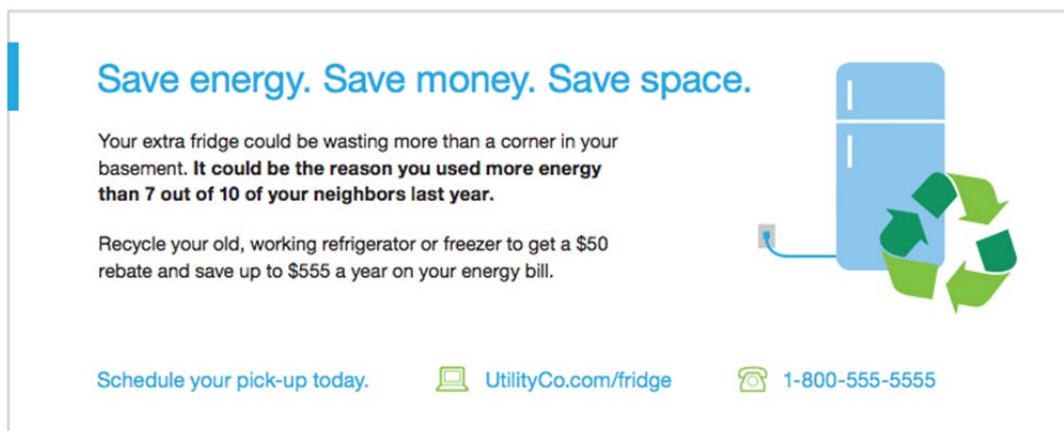 Save energy. Save money. Save space.
Your extra fridge could be wasting more than a corner in your
basement. It could be the reason you used more energy
than 7 out of 10 of your neighbors last year.
Recycle your old, working refrigerator or freezer to get a $50
rebate and save up to $555 a year on your energy bill.
Schedule your pick-up today.
UtilityCo.com/fridge
1-800-555-5555